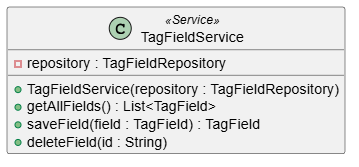 C
«Service»
TagFieldService
repository : TagFieldRepository
TagFieldService(repository : TagFieldRepository)
getAllFields() : List<TagField>
saveField(field : TagField) : TagField
deleteField(id : String)